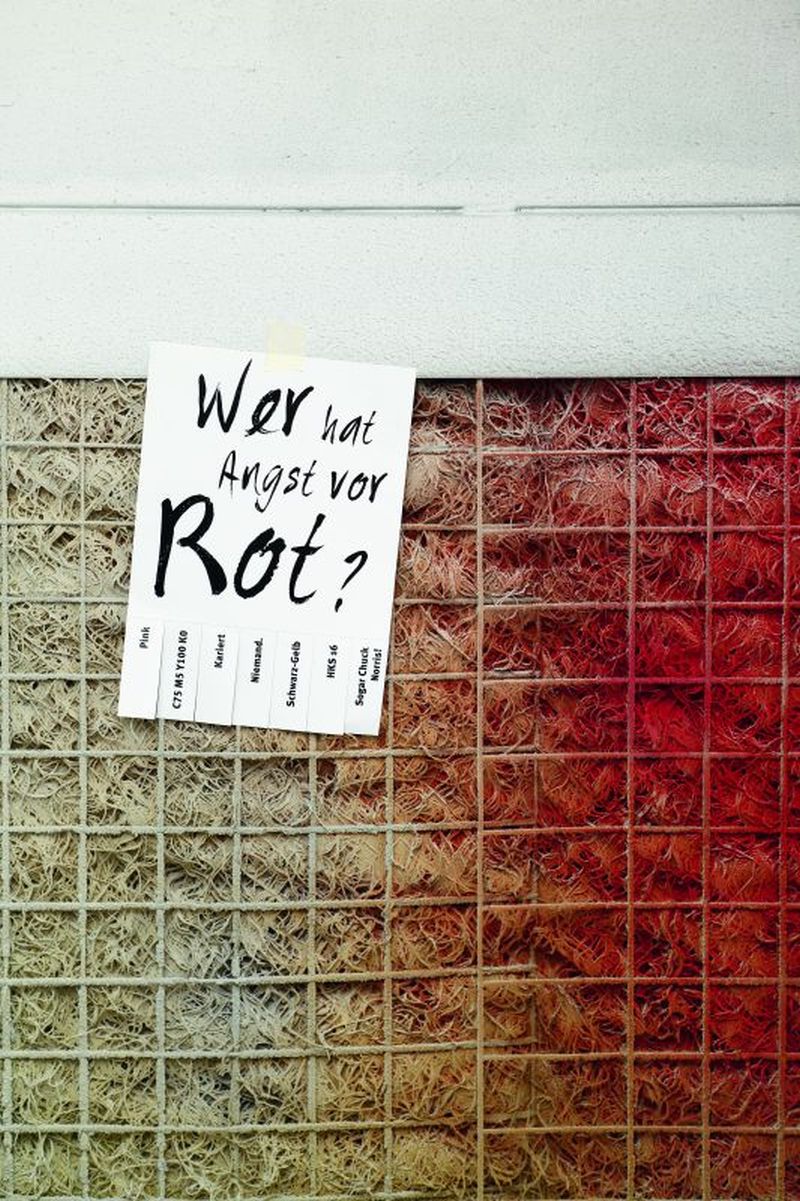 Wer hat
Angst vor
Rot?
Pink
C75 M5 Y100 K0
Kariert
Niemand.
Schwarz-Gelb
HKS 16
Sogar Chuck
Norris!